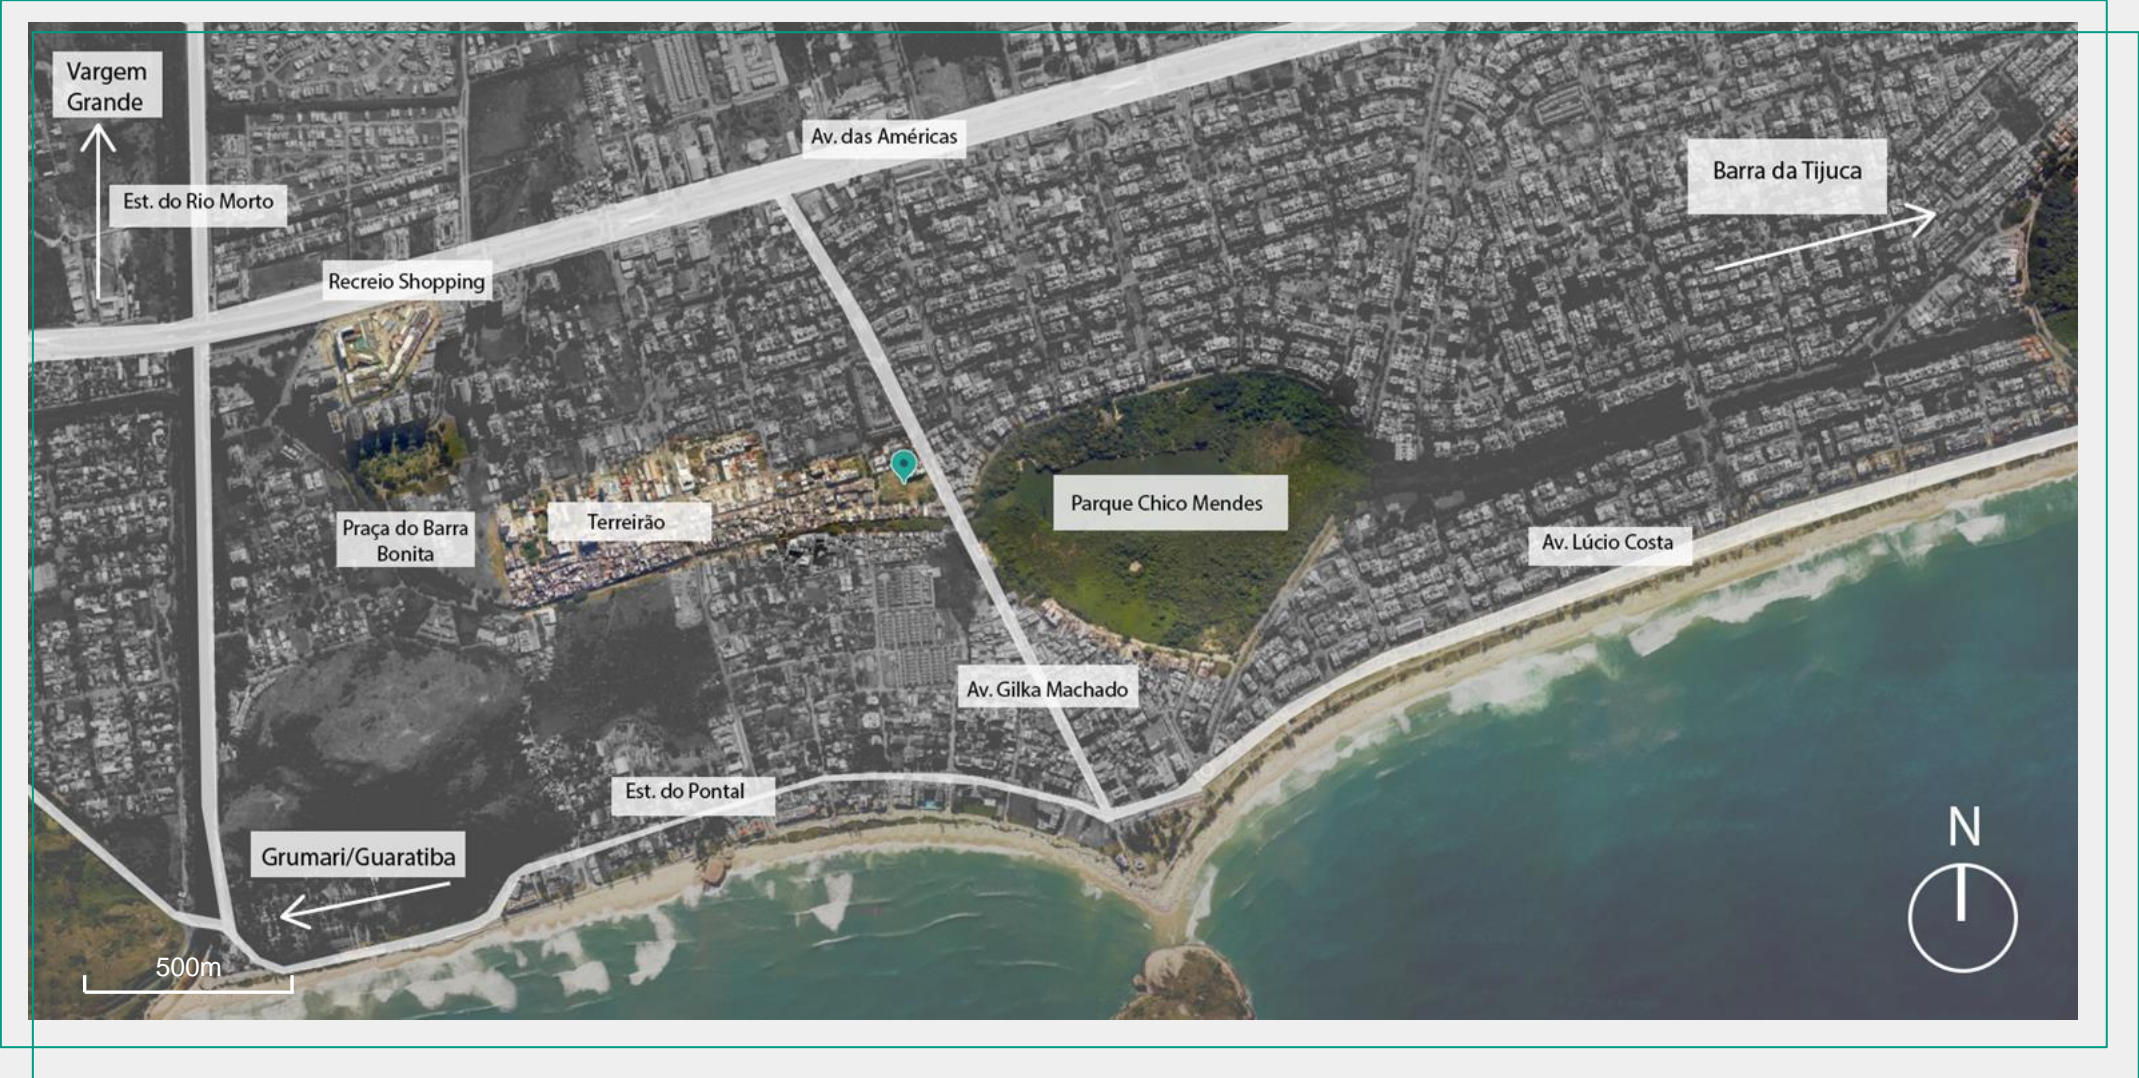 Vargem
Grande
Av. das Américas
Barra da Tijuca
Est. do Rio Morto
Recreio Shopping
Parque Chico Mendes
Terreirão
Praça do Barra
Bonita
Av. Lúcio Costa
Av. Gilka Machado
Est. do Pontal
Grumari/Guaratiba
N
500m